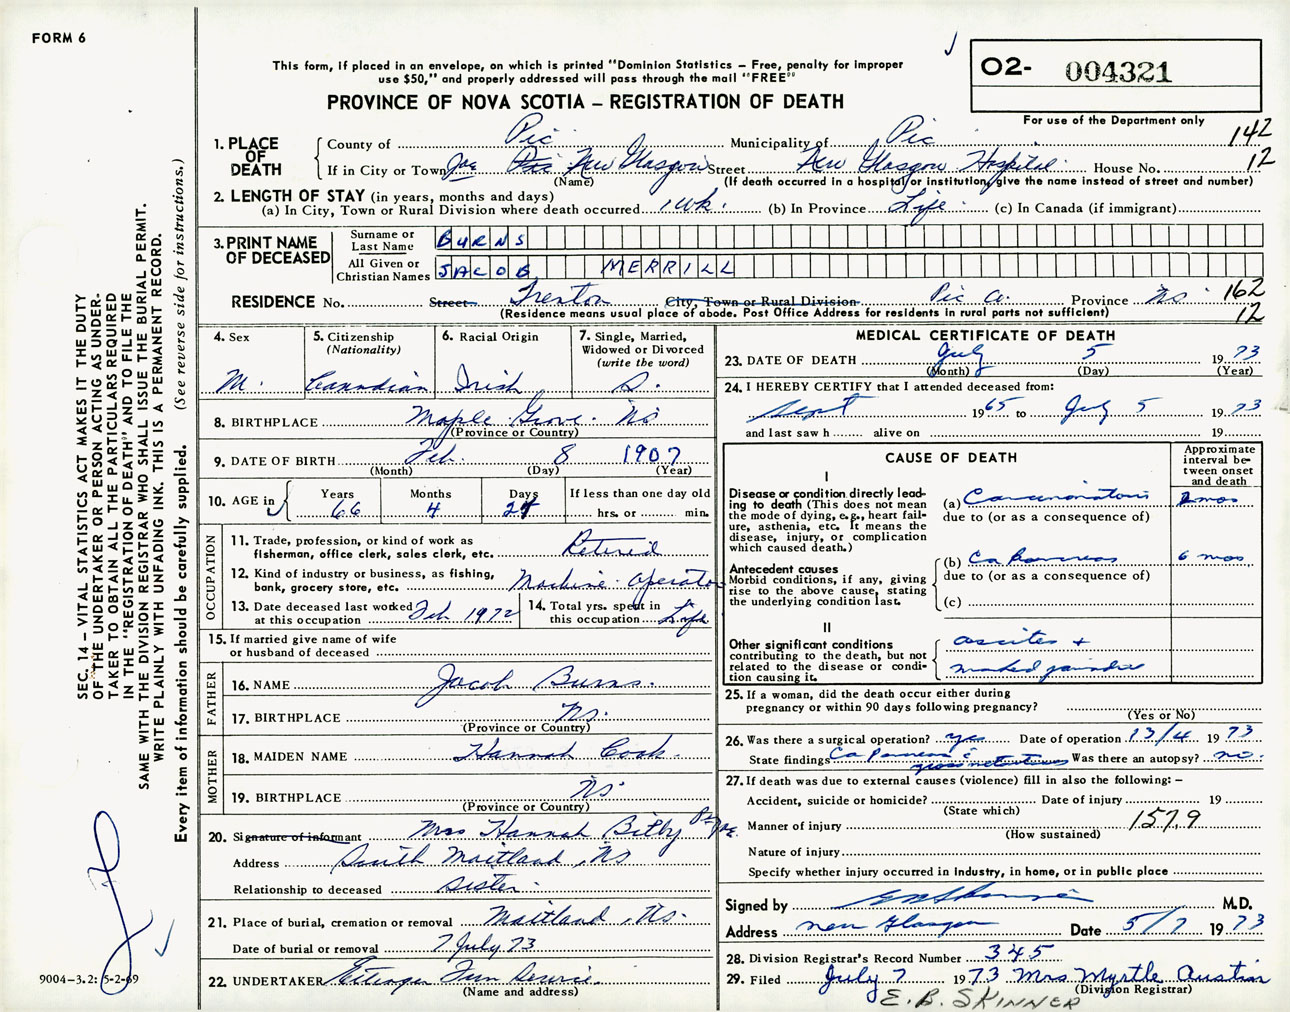 FORM 6
This form, if placed in an envelope, on which is printed "Dominion Statistics – Free, penalty for improper
use $50," and properly addressed will pass through the mail "FREE"
PROVINCE OF NOVA SCOTIA – REGISTRATION OF DEATH
O2- 004321
For use of the Department only
1. PLACE OF DEATH
County of Pic Municipality of Pic 142
If in City or Town New Glasgow Street New Glasgow Hospital House No. 12
(Name) (If death occurred in a hospital or institution, give the name instead of street and number)
2. LENGTH OF STAY (in years, months and days)
(a) In City, Town or Rural Division where death occurred 1 wk. (b) In Province Life (c) In Canada (if immigrant)
3. PRINT NAME OF DECEASED
Surname or Last Name BURNS
All Given or Christian Names JACOB MERRILL
RESIDENCE No. Street Trenton City, Town or Rural Division Pic Co. Province NS 162
(Residence means usual place of abode. Post Office Address for residents in rural parts not sufficient) 12
4. Sex M.
5. Citizenship (Nationality) Canadian
6. Racial Origin Irish
7. Single, Married, Widowed or Divorced (write the word) S.
8. BIRTHPLACE Maple Grove. NS
(Province or Country)
9. DATE OF BIRTH Feb. 8 1907
(Month) (Day) (Year)
10. AGE in Years 66 Months 4 Days 27 If less than one day old
hrs. or min.
OCCUPATION
11. Trade, profession, or kind of work as
fisherman, office clerk, sales clerk, etc. Retired
12. Kind of industry or business, as fishing,
bank, grocery store, etc. Machine operator
13. Date deceased last worked at this occupation Feb 1972
14. Total yrs. spent in this occupation Life
15. If married give name of wife
or husband of deceased
FATHER
16. NAME Jacob Burns.
17. BIRTHPLACE NS.
(Province or Country)
MOTHER
18. MAIDEN NAME Hannah Cook
19. BIRTHPLACE NS
(Province or Country)
20. Signature of informant Mrs Hannah Bilby
Address South Maitland, NS
Relationship to deceased Sister.
21. Place of burial, cremation or removal Maitland, NS.
Date of burial or removal 7 July 73
22. UNDERTAKER
(Name and address)
MEDICAL CERTIFICATE OF DEATH
23. DATE OF DEATH July 5 1973
(Month) (Day) (Year)
24. I HEREBY CERTIFY that I attended deceased from:
Sept 1965 to July 5 1973
and last saw h alive on 19
CAUSE OF DEATH
Approximate interval between onset and death
I
Disease or condition directly leading to death (This does not mean the mode of dying, e.g., heart failure, asthenia, etc. It means the disease, injury, or complication which caused death.)
(a) Carcinomatosis 2 mos
due to (or as a consequence of)
Antecedent causes
Morbid conditions, if any, giving rise to the above cause, stating the underlying condition last.
(b) Ca Pancreas 6 mos
due to (or as a consequence of)
(c)
II
Other significant conditions
contributing to the death, but not related to the disease or condition causing it.
ascites +
marked jaundice
25. If a woman, did the death occur either during
pregnancy or within 90 days following pregnancy?
(Yes or No)
26. Was there a surgical operation? yes Date of operation 13/4 1973
State findings Ca Pancreas Was there an autopsy? no.
27. If death was due to external causes (violence) fill in also the following: –
Accident, suicide or homicide? Date of injury 19
(State which)
Manner of injury 157.9
(How sustained)
Nature of injury
Specify whether injury occurred in industry, in home, or in public place
Signed by M.D.
Address New Glasgow Date 5/7 1973
28. Division Registrar's Record Number 345
29. Filed July 7 1973 Mrs Myrtle Austin
(Division Registrar)
E. B. SKINNER
SEC. 14 – VITAL STATISTICS ACT MAKES IT THE DUTY
OF THE UNDERTAKER OR PERSON ACTING AS UNDER-
TAKER TO OBTAIN ALL THE PARTICULARS REQUIRED
IN THE "REGISTRATION OF DEATH" AND TO FILE THE
SAME WITH THE DIVISION REGISTRAR WHO SHALL ISSUE THE BURIAL PERMIT.
WRITE PLAINLY WITH UNFADING INK. THIS IS A PERMANENT RECORD.
Every item of information should be carefully supplied. (See reverse side for instructions.)
9004-3.2: 5-2-69